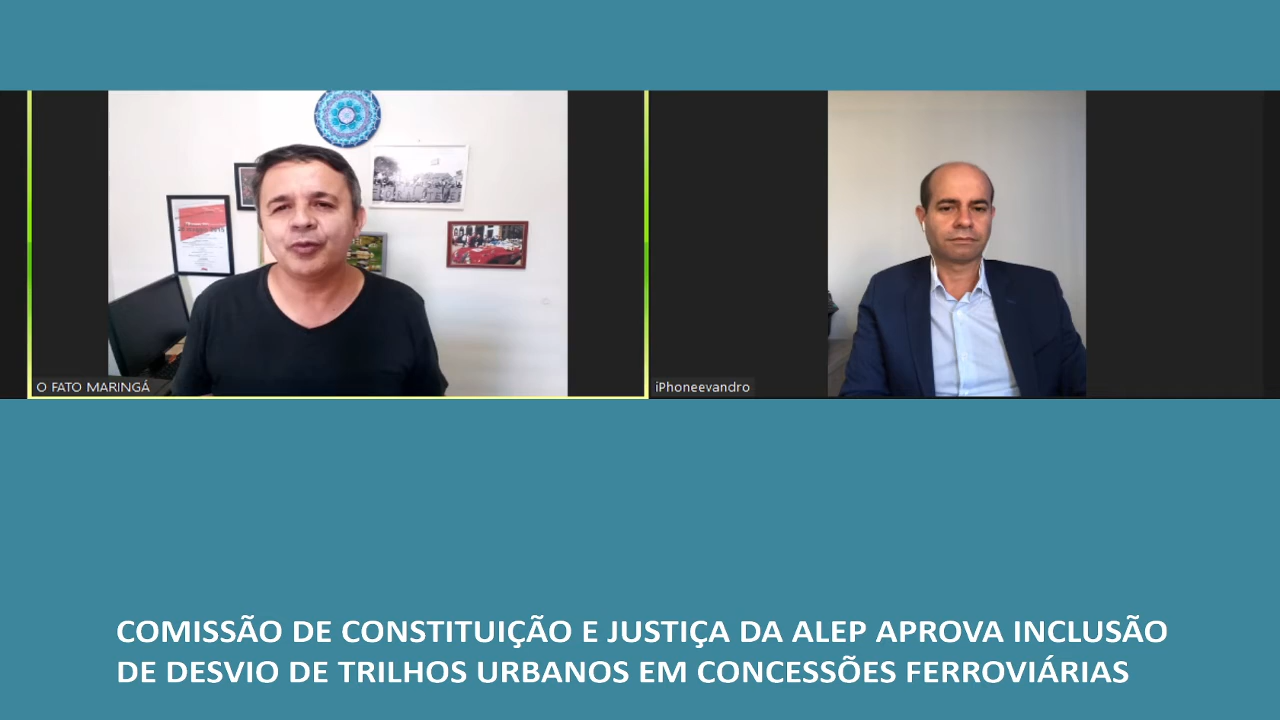 O FATO MARINGÁ
iPhoneevandro
COMISSÃO DE CONSTITUIÇÃO E JUSTIÇA DA ALEP APROVA INCLUSÃO
DE DESVIO DE TRILHOS URBANOS EM CONCESSÕES FERROVIÁRIAS